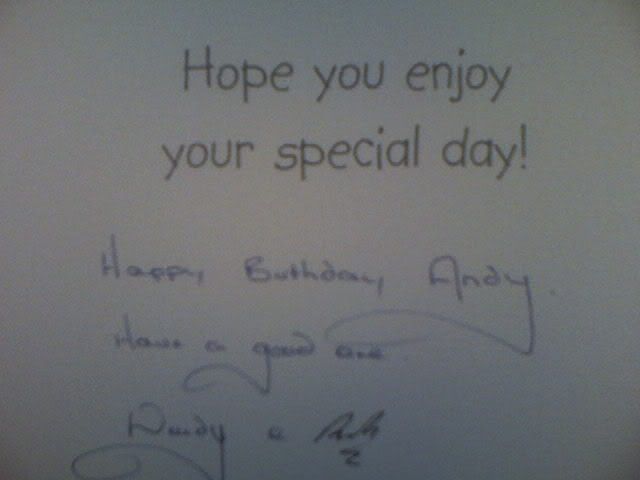 Hope you enjoy
your special day!
Happy Birthday Andy.
Have a good one